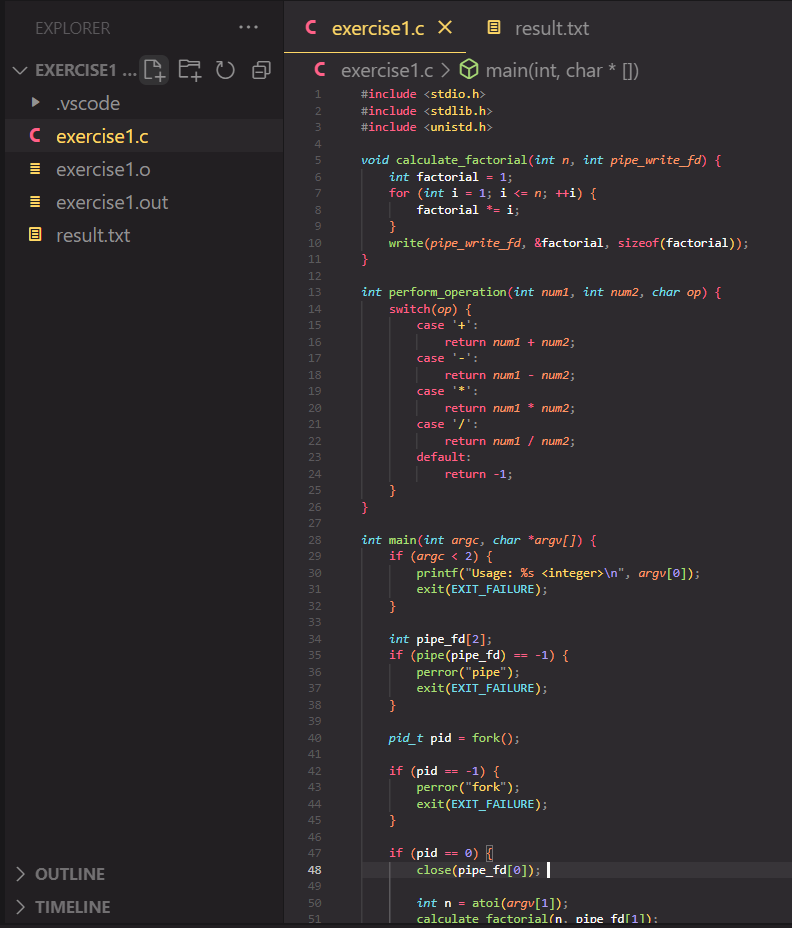 EXPLORER ...
EXERCISE1 ...
.vscode
C exercise1.c
exercise1.o
exercise1.out
result.txt
OUTLINE
TIMELINE
C exercise1.c result.txt
C exercise1.c > main(int, char * [])
1 #include <stdio.h>
2 #include <stdlib.h>
3 #include <unistd.h>
4
5 void calculate_factorial(int n, int pipe_write_fd) {
6     int factorial = 1;
7     for (int i = 1; i <= n; ++i) {
8         factorial *= i;
9     }
10     write(pipe_write_fd, &factorial, sizeof(factorial));
11 }
12
13 int perform_operation(int num1, int num2, char op) {
14     switch(op) {
15         case '+':
16             return num1 + num2;
17         case '-':
18             return num1 - num2;
19         case '*':
20             return num1 * num2;
21         case '/':
22             return num1 / num2;
23         default:
24             return -1;
25     }
26 }
27
28 int main(int argc, char *argv[]) {
29     if (argc < 2) {
30         printf("Usage: %s <integer>\n", argv[0]);
31         exit(EXIT_FAILURE);
32     }
33
34     int pipe_fd[2];
35     if (pipe(pipe_fd) == -1) {
36         perror("pipe");
37         exit(EXIT_FAILURE);
38     }
39
40     pid_t pid = fork();
41
42     if (pid == -1) {
43         perror("fork");
44         exit(EXIT_FAILURE);
45     }
46
47     if (pid == 0) {
48         close(pipe_fd[0]);
49
50         int n = atoi(argv[1]);
51         calculate_factorial(n, pipe_fd[1]);